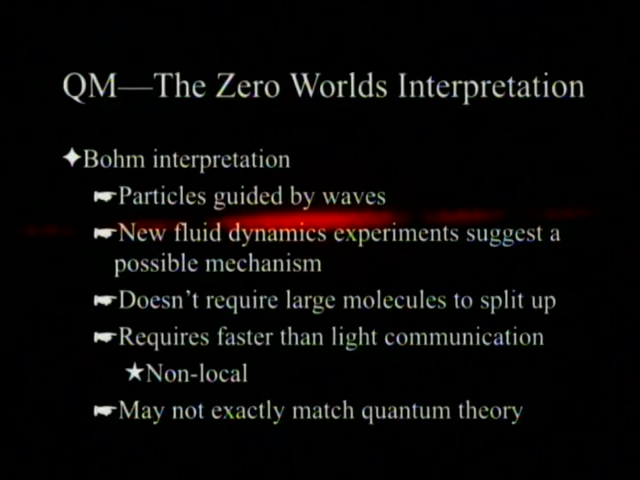 QM—The Zero Worlds Interpretation
Bohm interpretation
Particles guided by waves
New fluid dynamics experiments suggest a
possible mechanism
Doesn't require large molecules to split up
Requires faster than light communication
Non-local
May not exactly match quantum theory